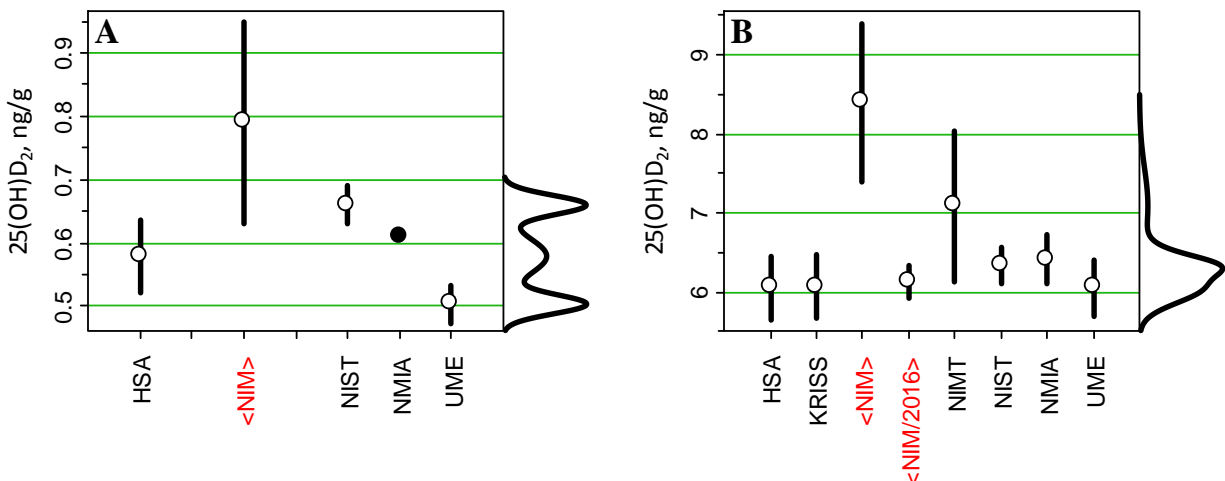 A
25(OH)D₂, ng/g
0.9
0.8
0.7
0.6
0.5
HSA
<NIM>
NIST
NMIA
UME
B
25(OH)D₂, ng/g
9
8
7
6
HSA
KRISS
<NIM>
<NIM/2016>
NIMT
NIST
NMIA
UME